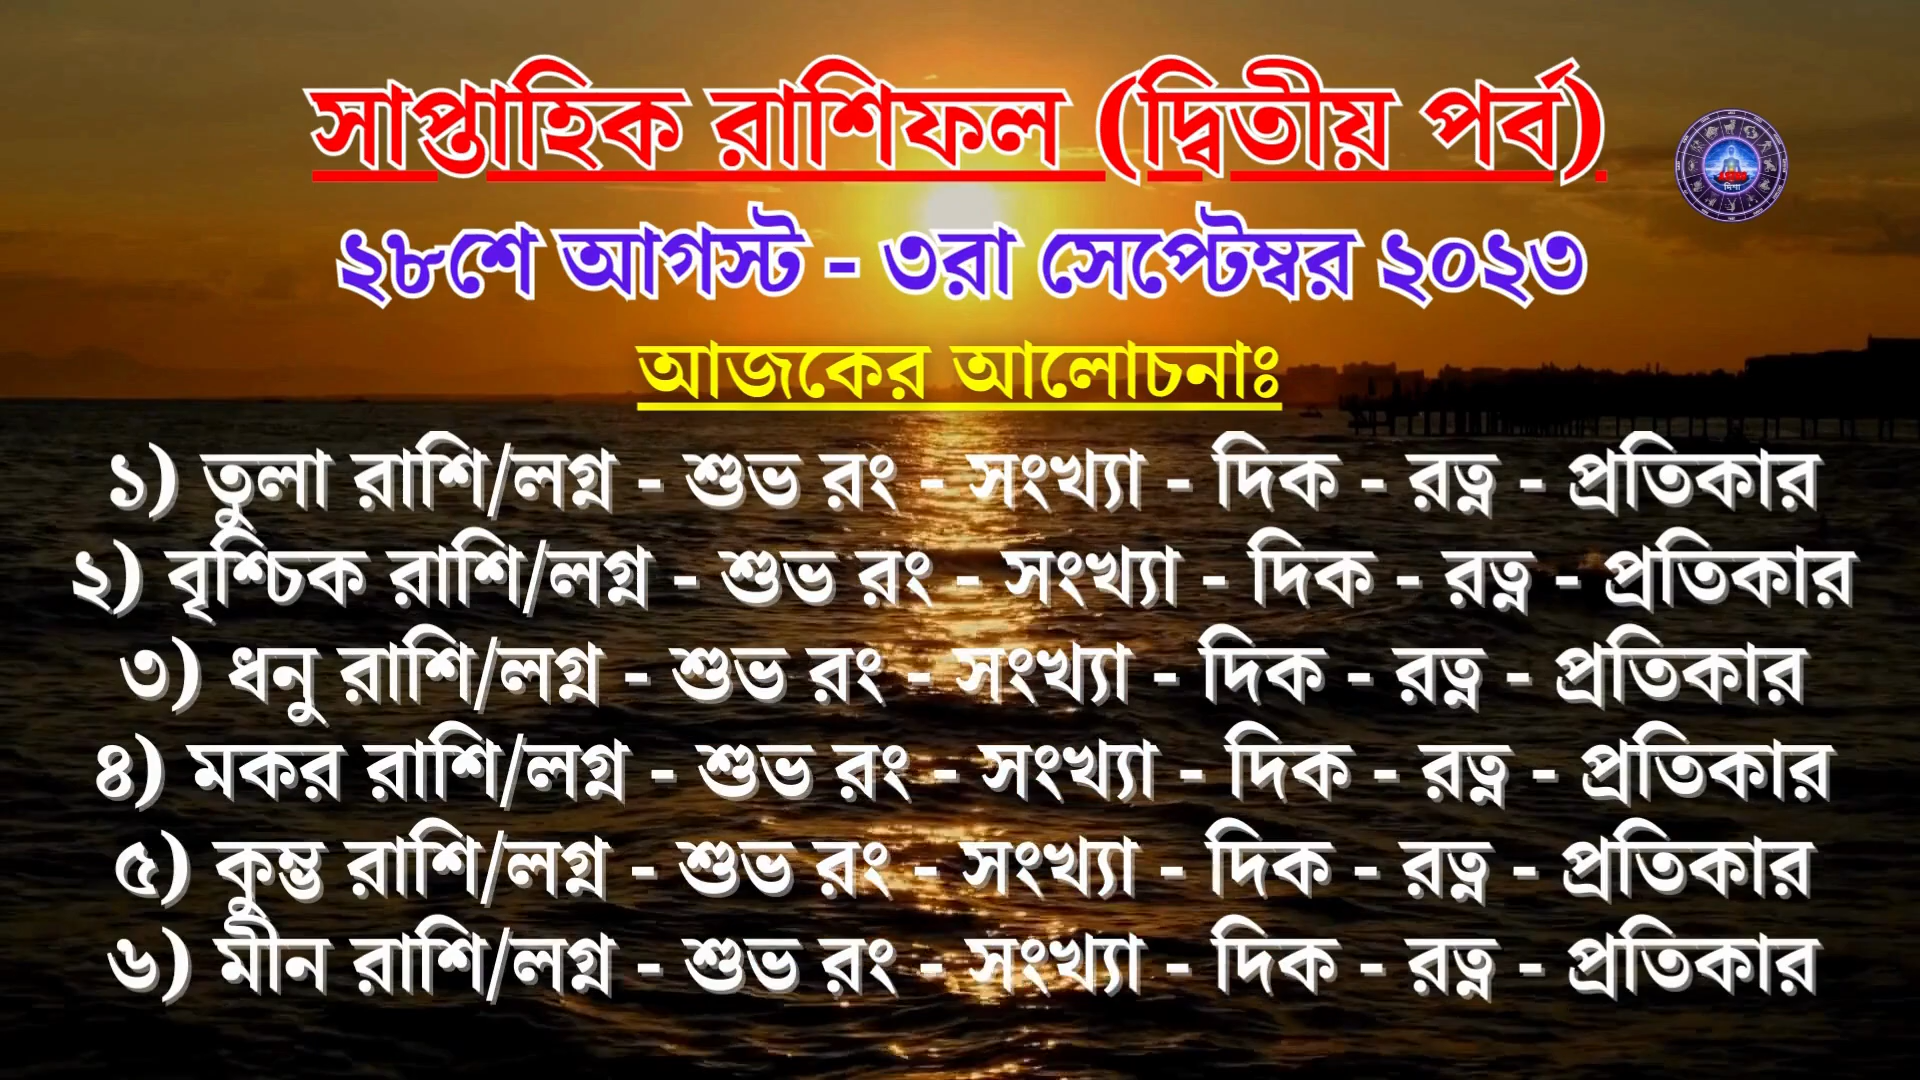 সাপ্তাহিক রাশিফল (দ্বিতীয় পর্ব)
২৮শে আগস্ট - ৩রা সেপ্টেম্বর ২০২৩
আজকের আলোচনাঃ
১) তুলা রাশি/লগ্ন - শুভ রং - সংখ্যা - দিক - রত্ন - প্রতিকার
২) বৃশ্চিক রাশি/লগ্ন - শুভ রং - সংখ্যা - দিক - রত্ন - প্রতিকার
৩) ধনু রাশি/লগ্ন - শুভ রং - সংখ্যা - দিক - রত্ন - প্রতিকার
৪) মকর রাশি/লগ্ন - শুভ রং - সংখ্যা - দিক - রত্ন - প্রতিকার
৫) কুম্ভ রাশি/লগ্ন - শুভ রং - সংখ্যা - দিক - রত্ন - প্রতিকার
৬) মীন রাশি/লগ্ন - শুভ রং - সংখ্যা - দিক - রত্ন - প্রতিকার